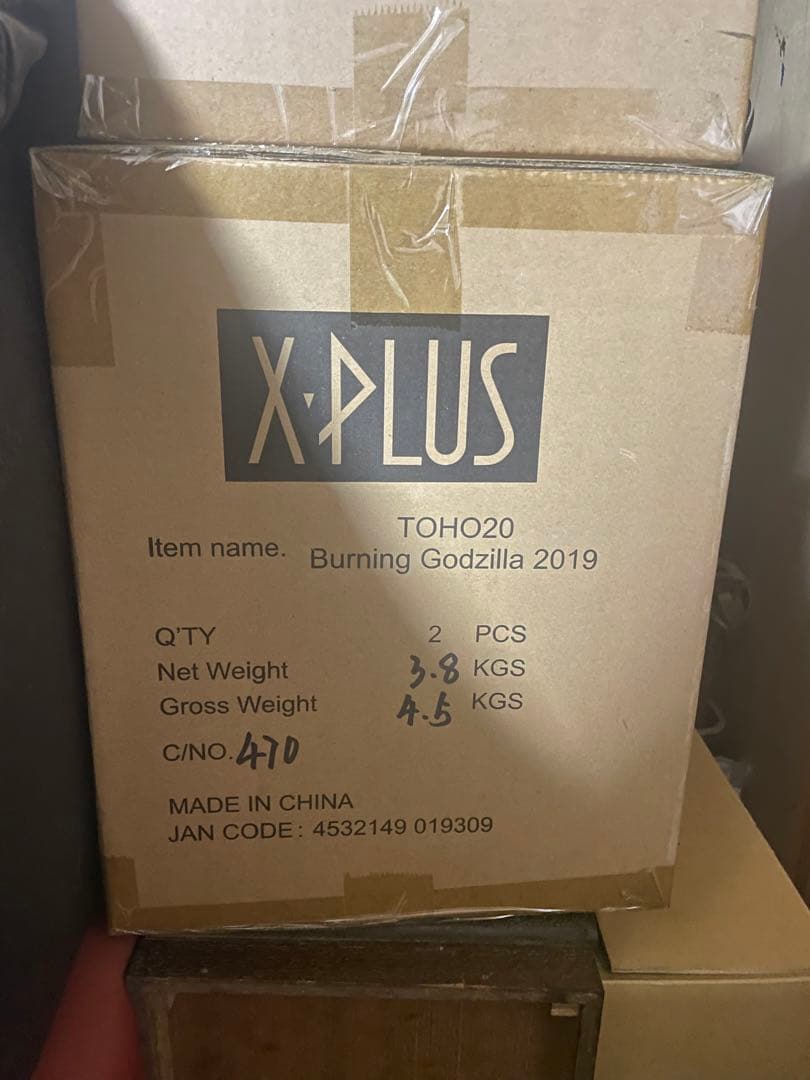 X·PLUS
TOHO20
Item name. Burning Godzilla 2019
Q'TY 2 PCS
Net Weight 3.8 KGS
Gross Weight 4.5 KGS
C/NO. 470
MADE IN CHINA
JAN CODE: 4532149 019309